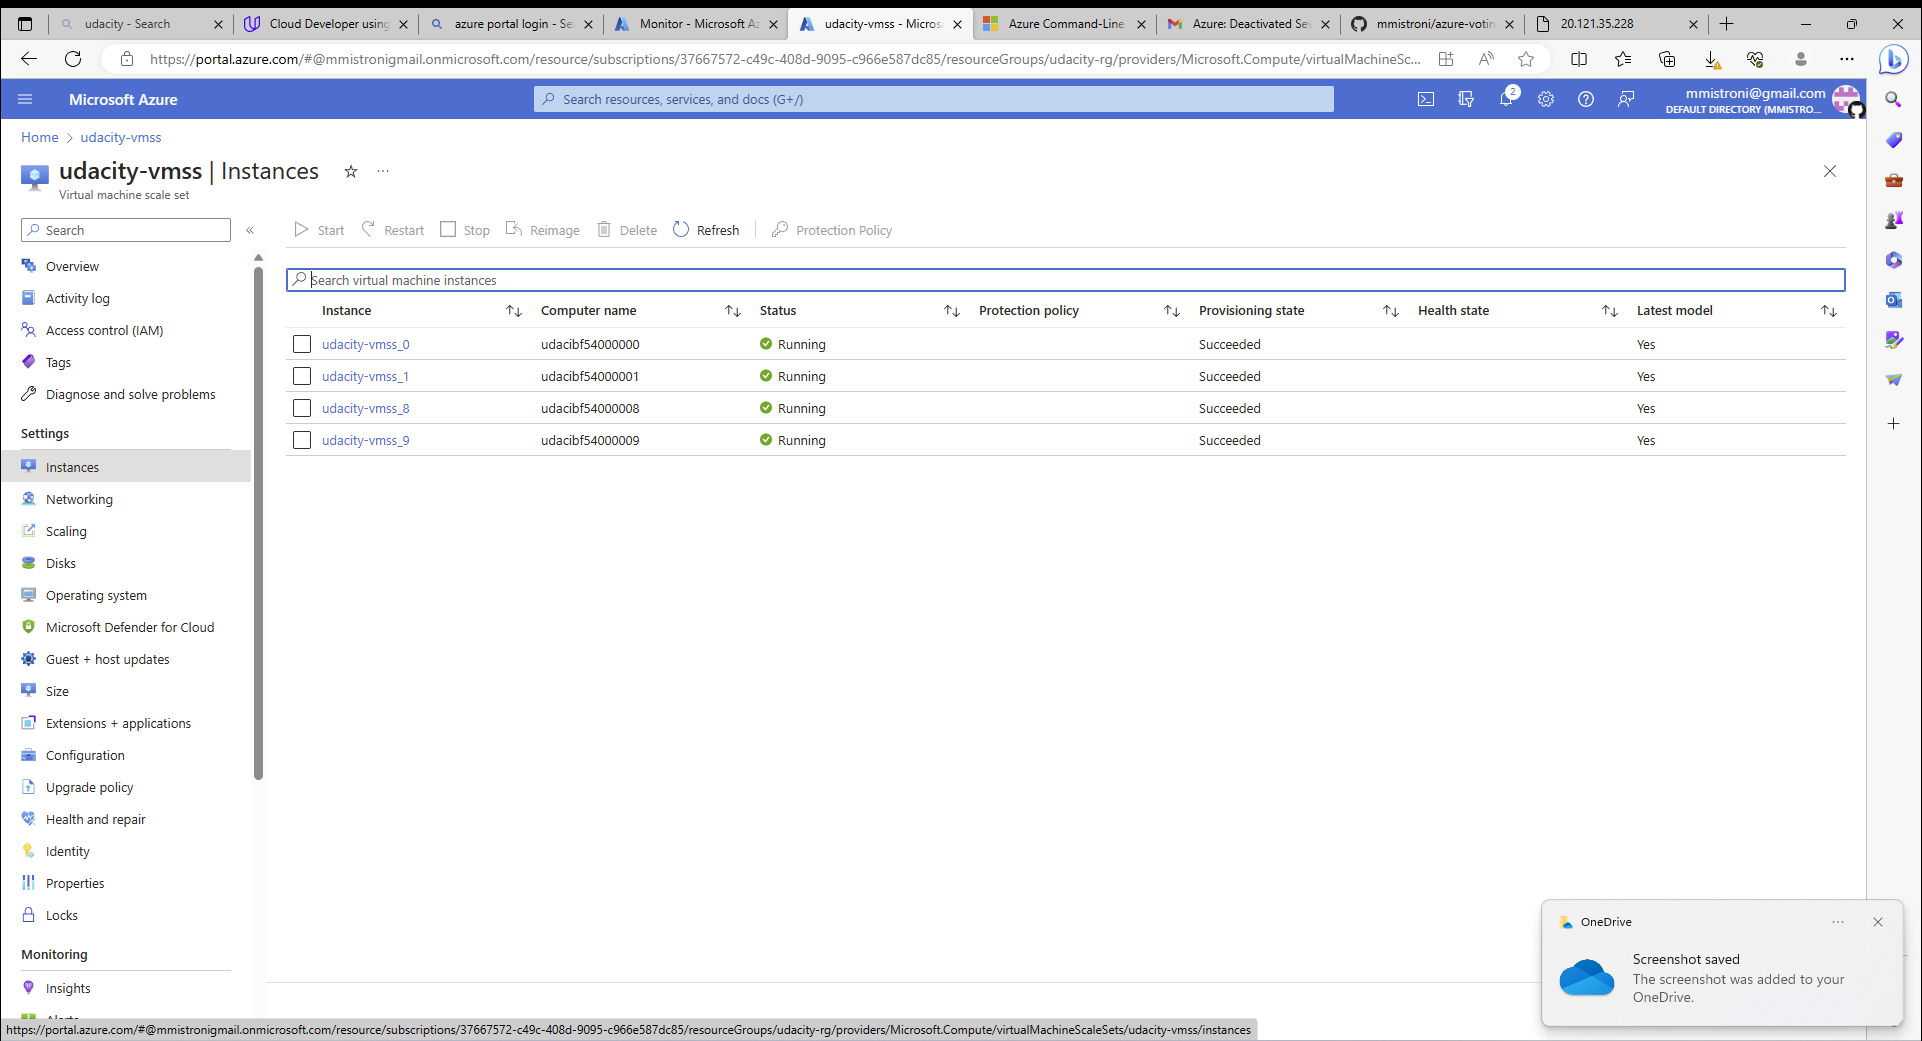 udacity - Search
Cloud Developer using
azure portal login - Se
Monitor - Microsoft Az
udacity-vmss - Micros
Azure Command-Line
Azure: Deactivated Se
mmistroni/azure-votin
20.121.35.228
https://portal.azure.com/#@mmistronigmail.onmicrosoft.com/resource/subscriptions/37667572-c49c-408d-9095-c966e587dc85/resourceGroups/udacity-rg/providers/Microsoft.Compute/virtualMachineSc...
Microsoft Azure
Search resources, services, and docs (G+/)
2
mmistroni@gmail.com
DEFAULT DIRECTORY (MMISTRO...
Home > udacity-vmss
udacity-vmss | Instances
Virtual machine scale set
Search
Start Restart Stop Reimage Delete Refresh Protection Policy
Search virtual machine instances
Instance Computer name Status Protection policy Provisioning state Health state Latest model
udacity-vmss_0 udacibf54000000 Running Succeeded Yes
udacity-vmss_1 udacibf54000001 Running Succeeded Yes
udacity-vmss_8 udacibf54000008 Running Succeeded Yes
udacity-vmss_9 udacibf54000009 Running Succeeded Yes
Overview
Activity log
Access control (IAM)
Tags
Diagnose and solve problems
Settings
Instances
Networking
Scaling
Disks
Operating system
Microsoft Defender for Cloud
Guest + host updates
Size
Extensions + applications
Configuration
Upgrade policy
Health and repair
Identity
Properties
Locks
Monitoring
Insights
OneDrive
Screenshot saved
The screenshot was added to your
OneDrive.
https://portal.azure.com/#@mmistronigmail.onmicrosoft.com/resource/subscriptions/37667572-c49c-408d-9095-c966e587dc85/resourceGroups/udacity-rg/providers/Microsoft.Compute/virtualMachineScaleSets/udacity-vmss/instances